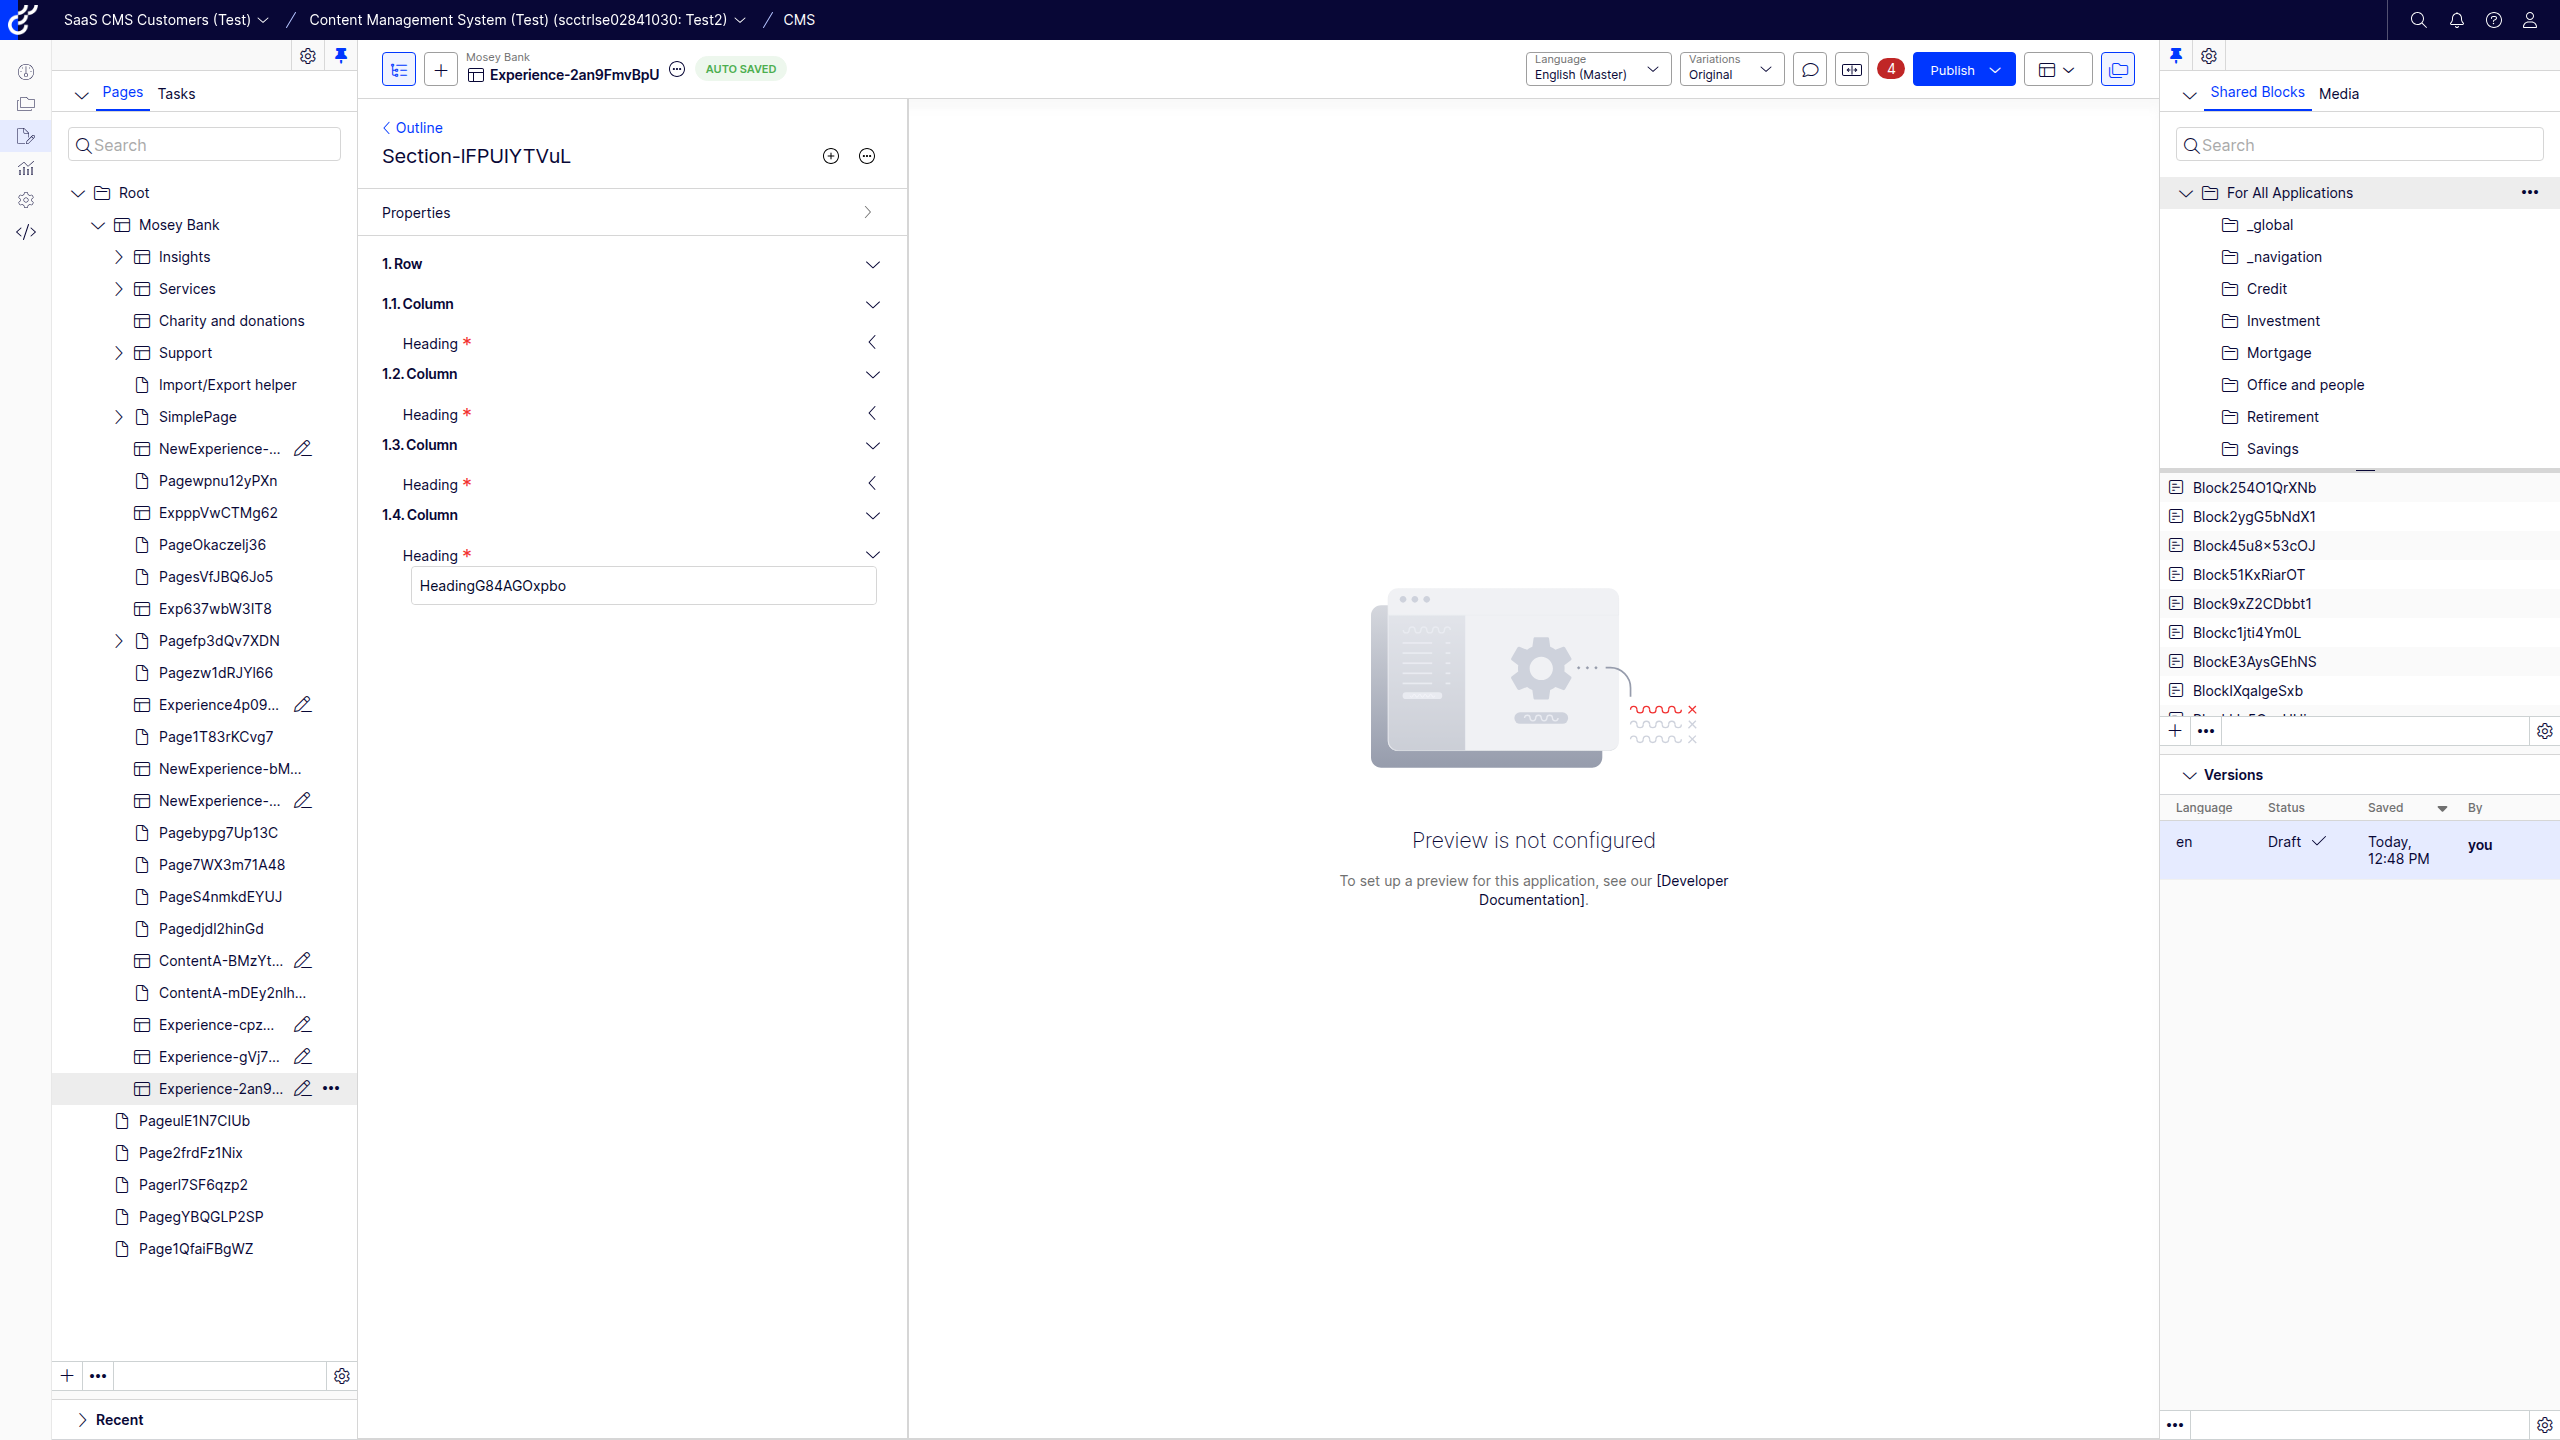 SaaS CMS Customers (Test) / Content Management System (Test) (scctrlse02841030: Test2) / CMS
Pages Tasks
Search
Root
Mosey Bank
Insights
Services
Charity and donations
Support
Import/Export helper
SimplePage
NewExperience-...
Pagewpnu12yPXn
ExpppVwCTMg62
PageOkaczelj36
PagesVfJBQ6Jo5
Exp637wbW3IT8
Pagefp3dQv7XDN
Pagezw1dRJYl66
Experience4p09...
Page1T83rKCvg7
NewExperience-bM...
NewExperience-...
Pagebypg7Up13C
Page7WX3m71A48
PageS4nmkdEYUJ
Pagedjdl2hinGd
ContentA-BMzYt...
ContentA-mDEy2nlh...
Experience-cpz...
Experience-gVj7...
Experience-2an9...
PageulE1N7CIUb
Page2frdFz1Nix
Pagerl7SF6qzp2
PagegYBQGLP2SP
Page1QfaiFBgWZ
Recent
Mosey Bank
Experience-2an9FmvBpU AUTO SAVED
Language
English (Master)
Variations
Original
4
Publish
Outline
Section-IFPUIYTVuL
Properties
1. Row
1.1. Column
Heading *
1.2. Column
Heading *
1.3. Column
Heading *
1.4. Column
Heading *
HeadingG84AGOxpbo
Preview is not configured
To set up a preview for this application, see our [Developer
Documentation].
Shared Blocks Media
Search
For All Applications
_global
_navigation
Credit
Investment
Mortgage
Office and people
Retirement
Savings
Block254O1QrXNb
Block2ygG5bNdX1
Block45u8x53cOJ
Block51KxRiarOT
Block9xZ2CDbbt1
Blockc1jti4Ym0L
BlockE3AysGEhNS
BlockIXqalgeSxb
Versions
Language Status Saved By
en Draft Today, you
12:48 PM